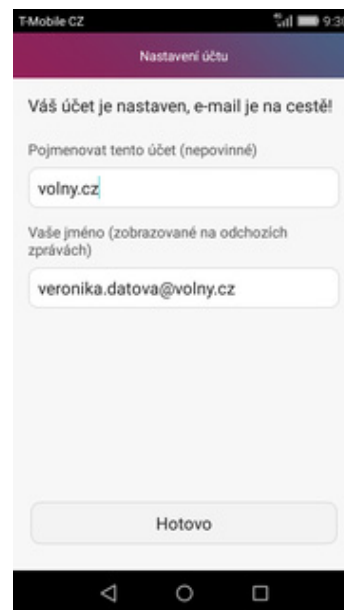 T-Mobile CZ 9:30
Nastavení účtu
Váš účet je nastaven, e-mail je na cestě!
Pojmenovat tento účet (nepovinné)
volny.cz
Vaše jméno (zobrazované na odchozích
zprávách)
veronika.datova@volny.cz
Hotovo